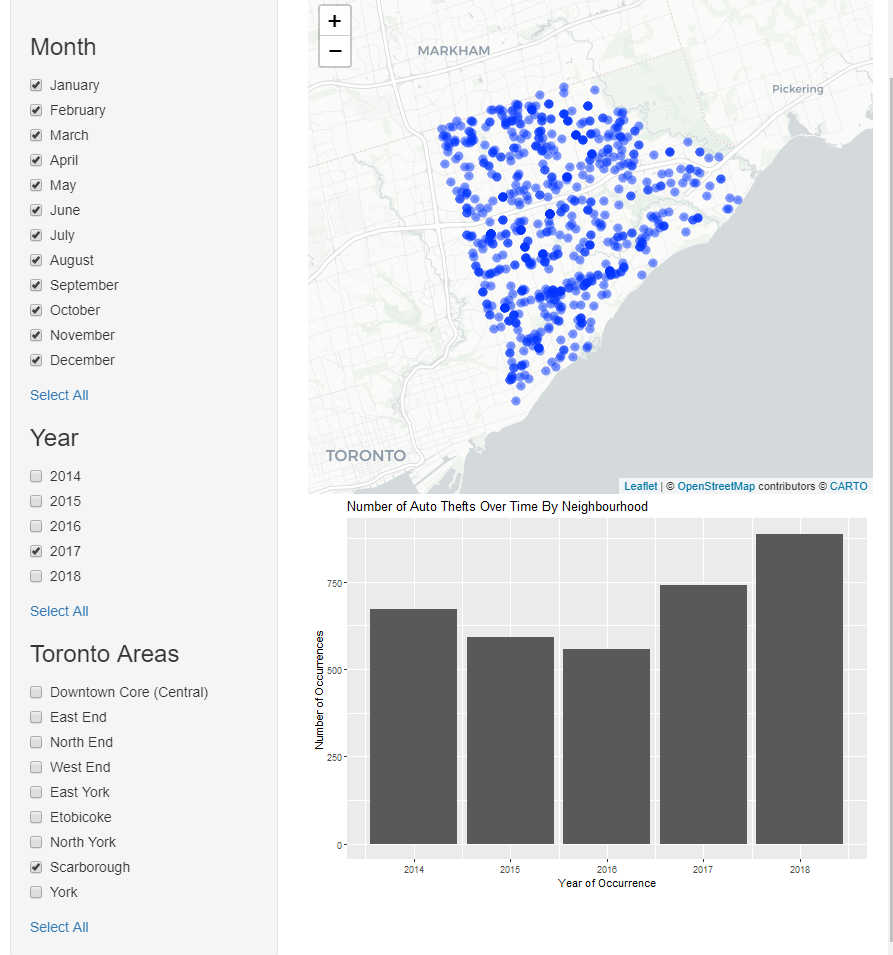 Month
January
February
March
April
May
June
July
August
September
October
November
December
Select All
Year
2014
2015
2016
2017
2018
Select All
Toronto Areas
Downtown Core (Central)
East End
North End
West End
East York
Etobicoke
North York
Scarborough
York
Select All
+
−
MARKHAM
Pickering
TORONTO
Leaflet | © OpenStreetMap contributors © CARTO
Number of Auto Thefts Over Time By Neighbourhood
Number of Occurrences
750
500
250
0
2014 2015 2016 2017 2018
Year of Occurrence